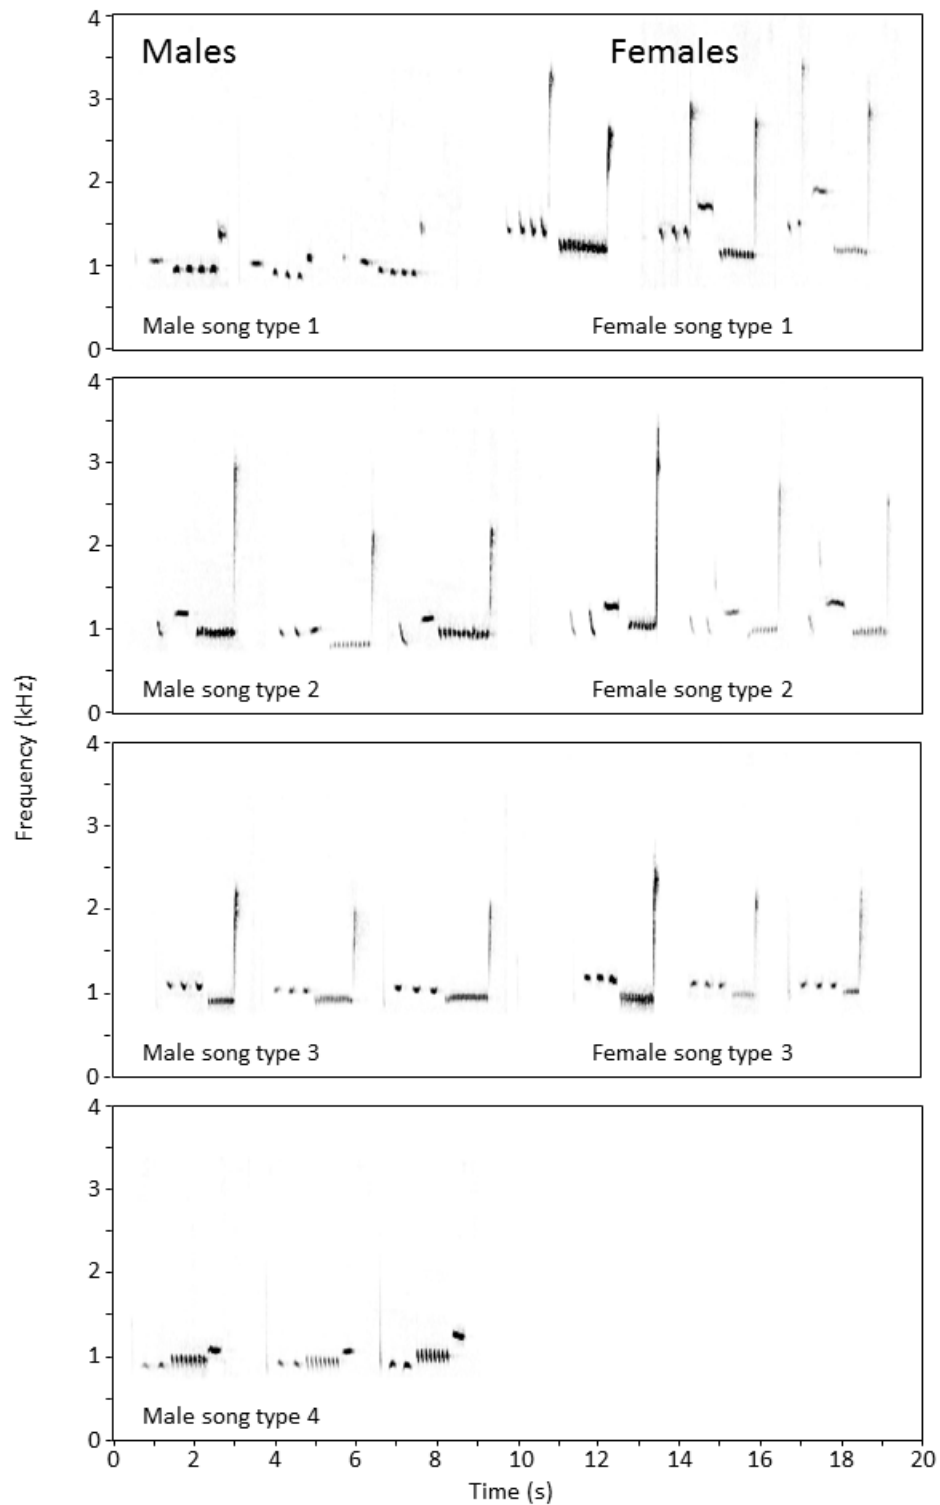 Males Females
4
3
2
1
0
Male song type 1 Female song type 1
4
3
2
1
0
Male song type 2 Female song type 2
Frequency (kHz)
4
3
2
1
0
Male song type 3 Female song type 3
4
3
2
1
0
Male song type 4
0 2 4 6 8 10 12 14 16 18 20
Time (s)